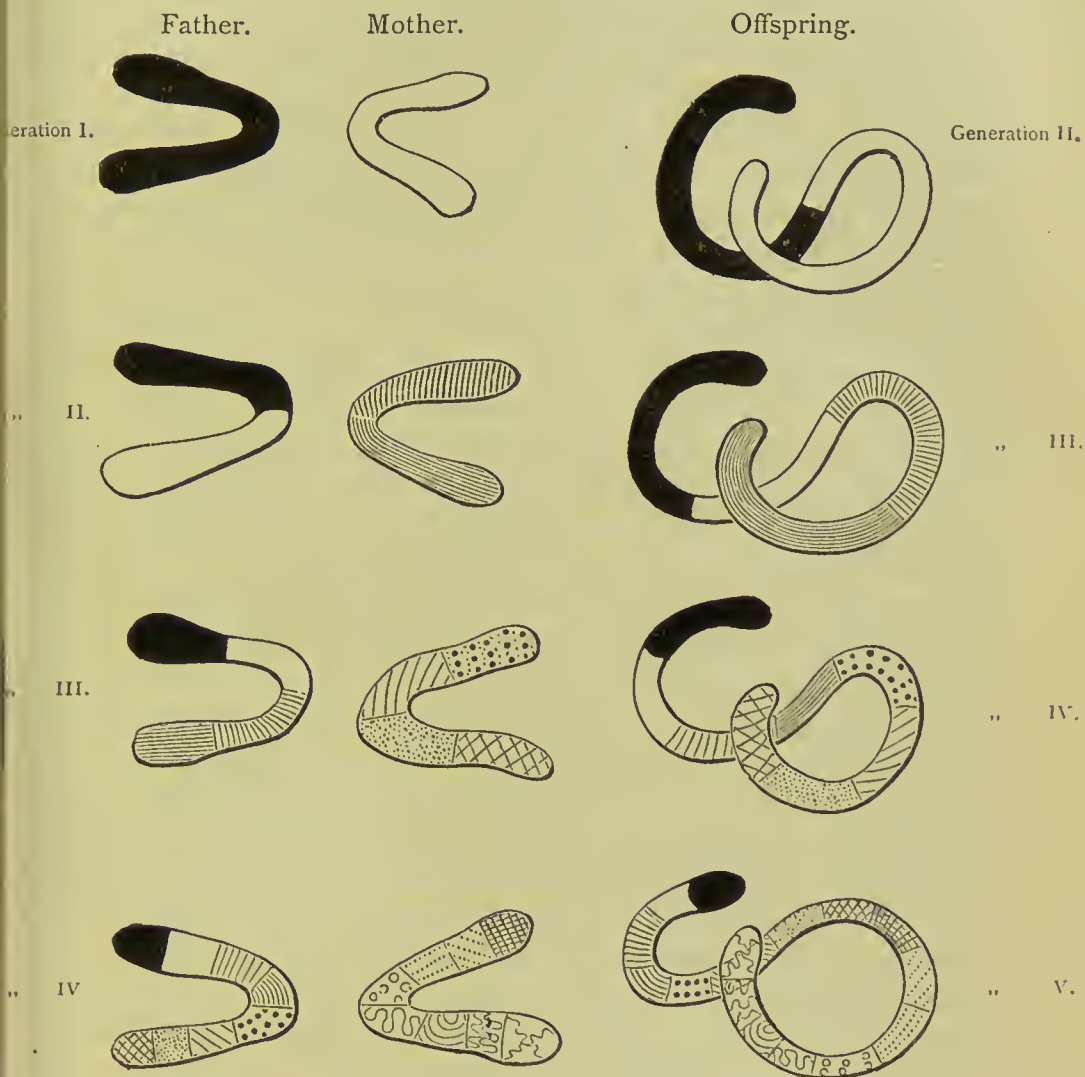 Father. Mother. Offspring.
eration I. Generation II.
„ II. „ III.
„ III. „ IV.
„ IV „ V.